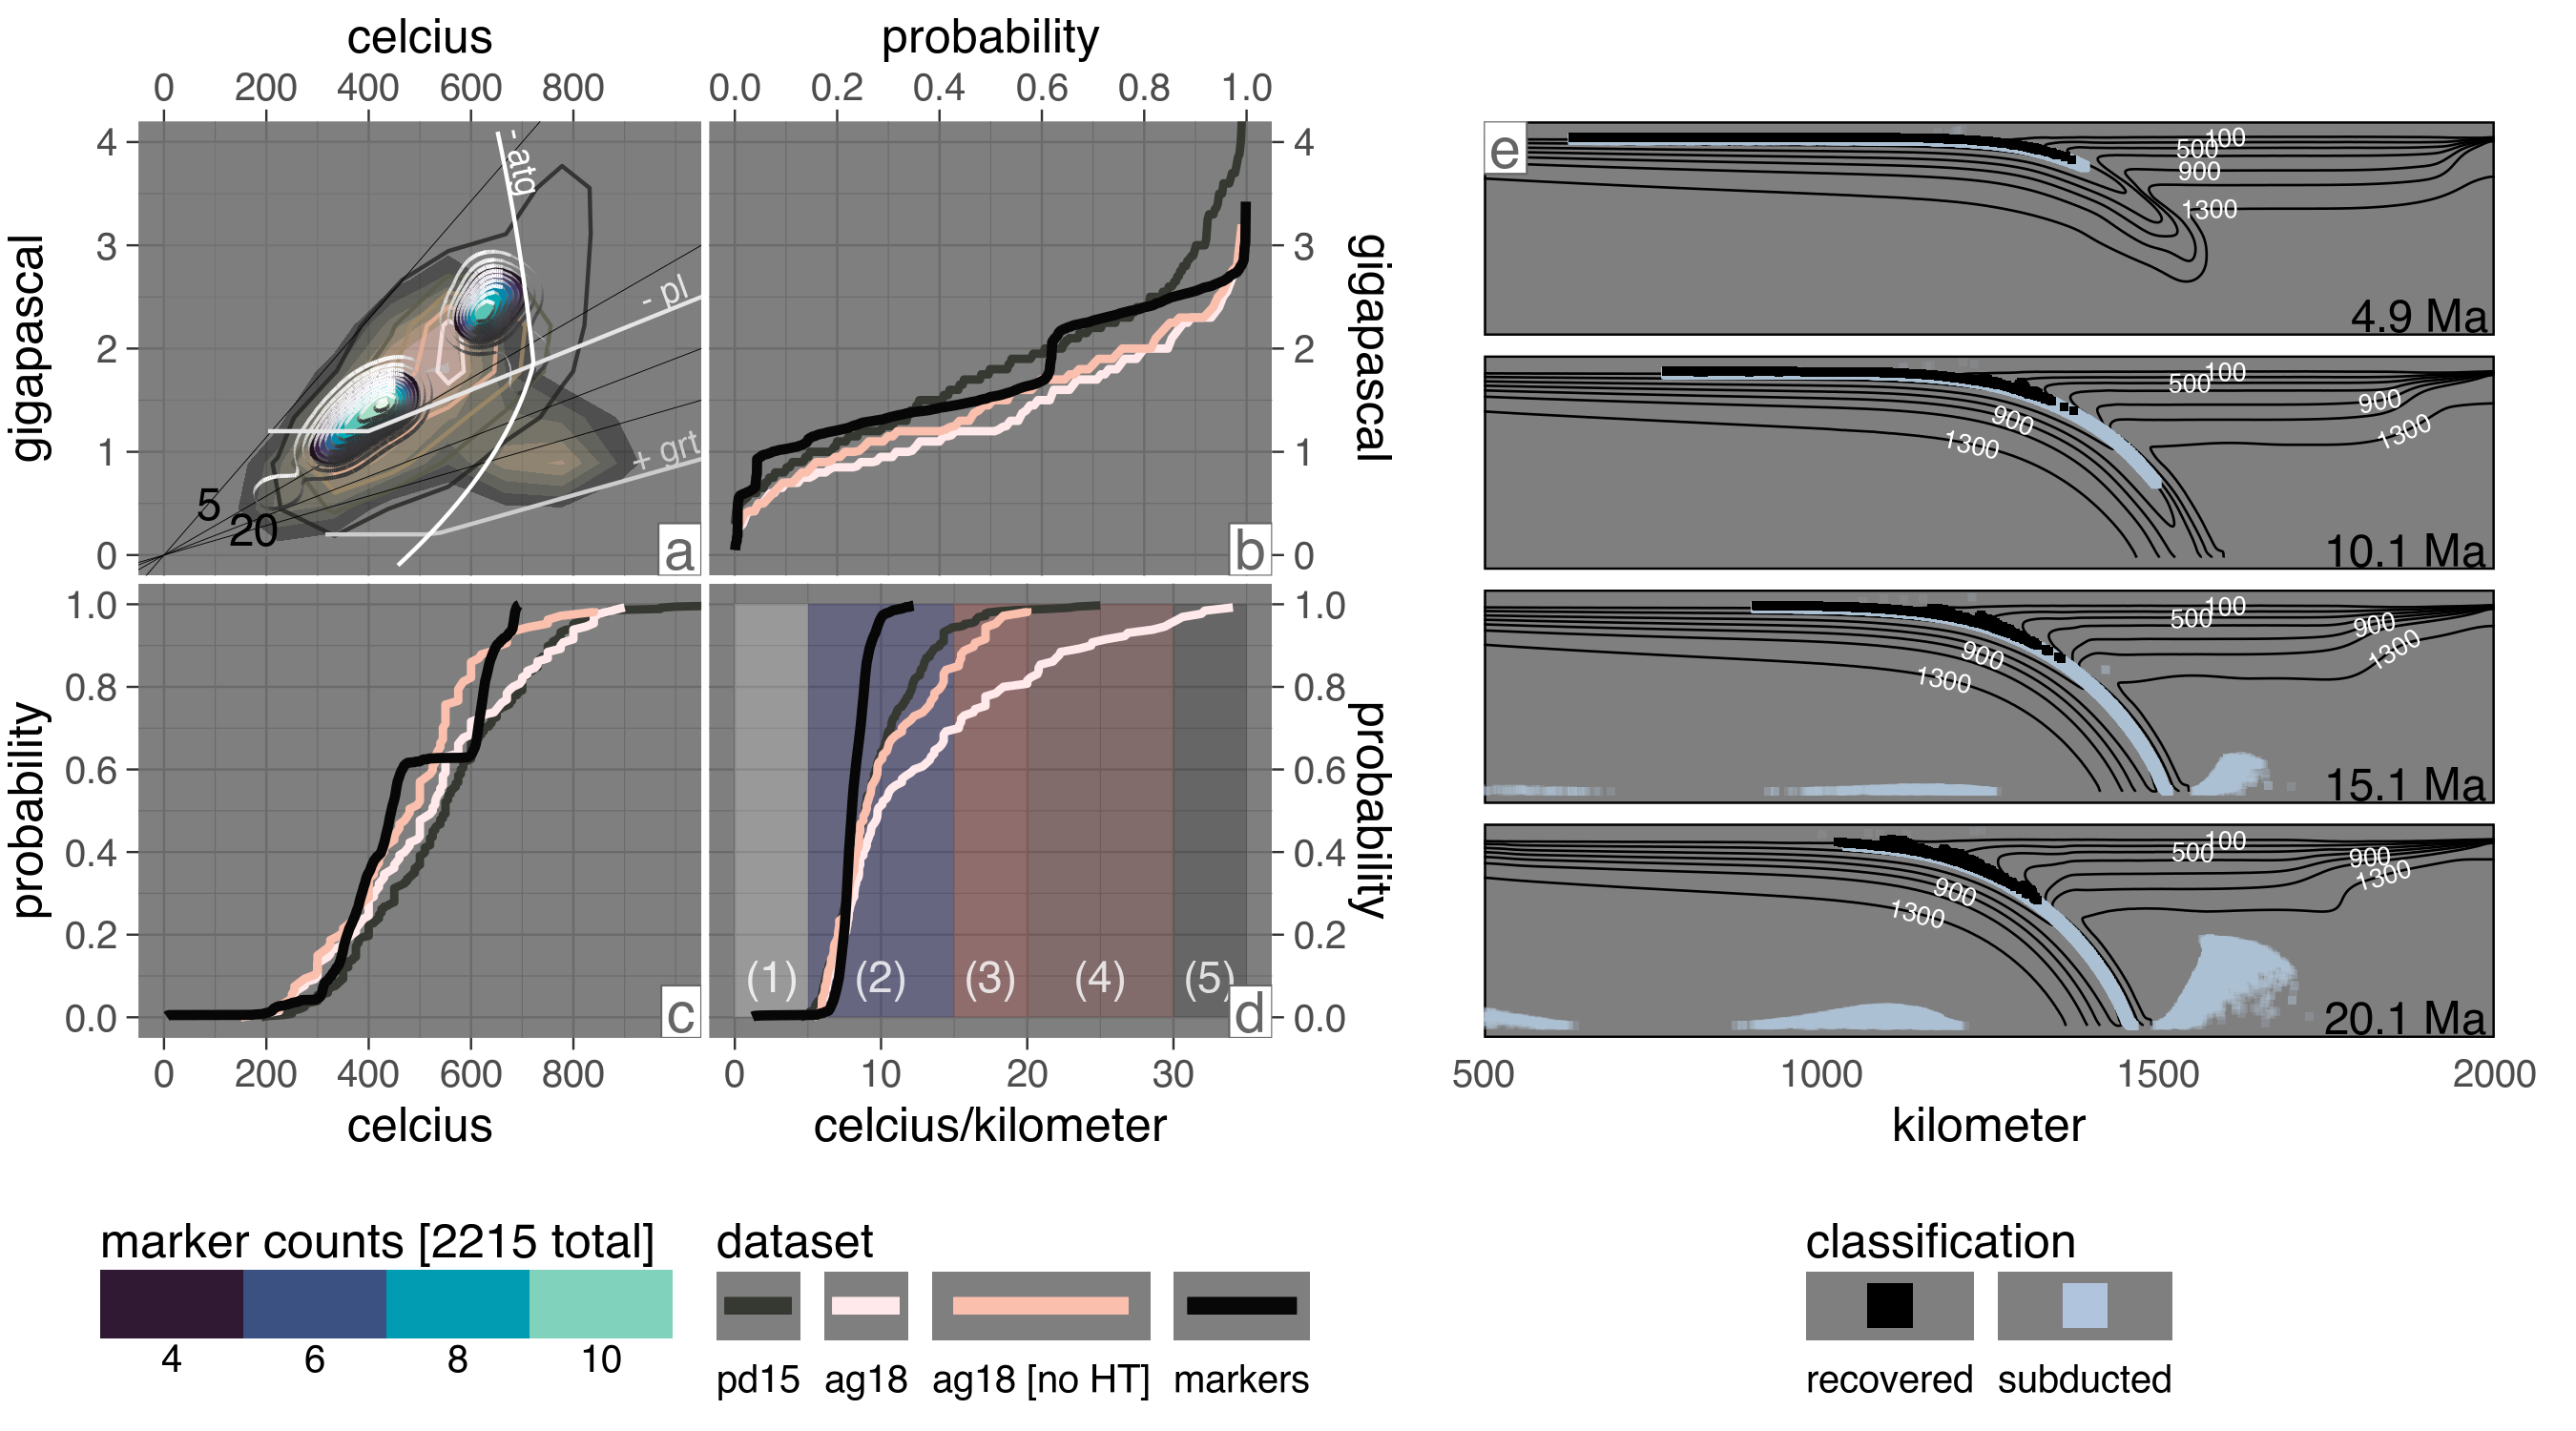 celcius
probability
0 200 400 600 800
0.0 0.2 0.4 0.6 0.8 1.0
gigapascal
4
3
2
1
0
- atg
- pl
+ grt
5
20
a
b
4
3
2
1
0
gigapascal
probability
1.0
0.8
0.6
0.4
0.2
0.0
c
(1) (2) (3) (4) (5)
d
1.0
0.8
0.6
0.4
0.2
0.0
probability
0 200 400 600 800
0 10 20 30
celcius
celcius/kilometer
e
100
500
900
1300
4.9 Ma
100
500
900
900
1300
1300
10.1 Ma
100
500
900
900
1300
1300
15.1 Ma
100
500
900
900
1300
1300
20.1 Ma
500 1000 1500 2000
kilometer
marker counts [2215 total]
4 6 8 10
dataset
pd15 ag18 ag18 [no HT] markers
classification
recovered subducted